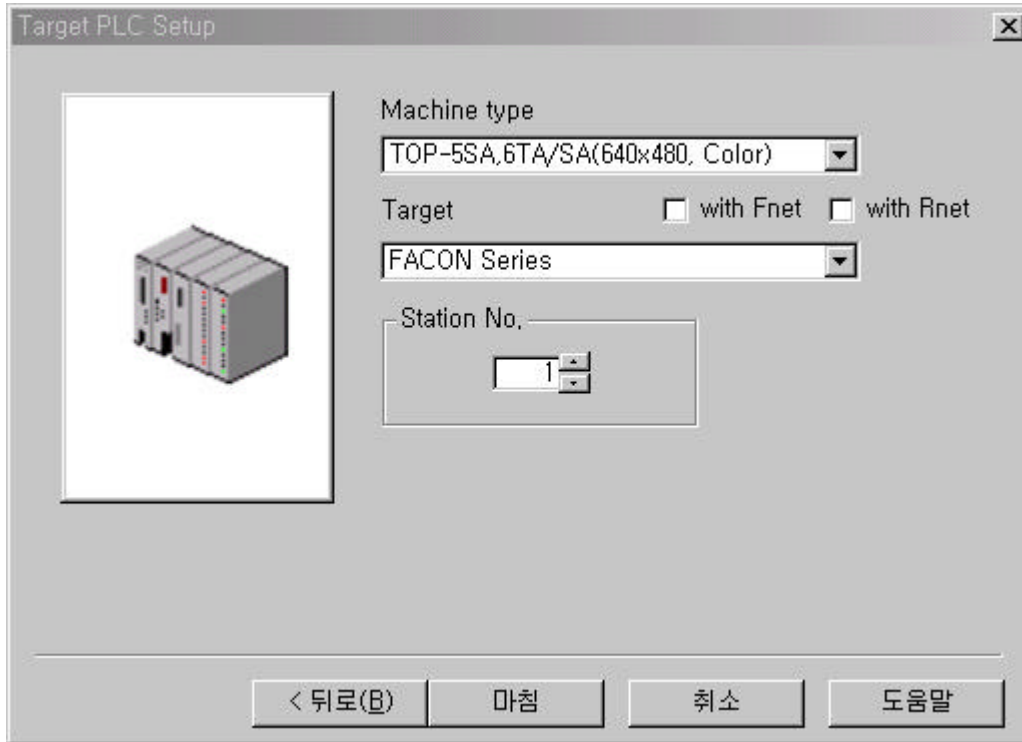 Target PLC Setup
Machine type
TOP-5SA,6TA/SA(640x480, Color)
Target
with Fnet
with Rnet
FACON Series
Station No.
1
< 뒤로(B)
마침
취소
도움말